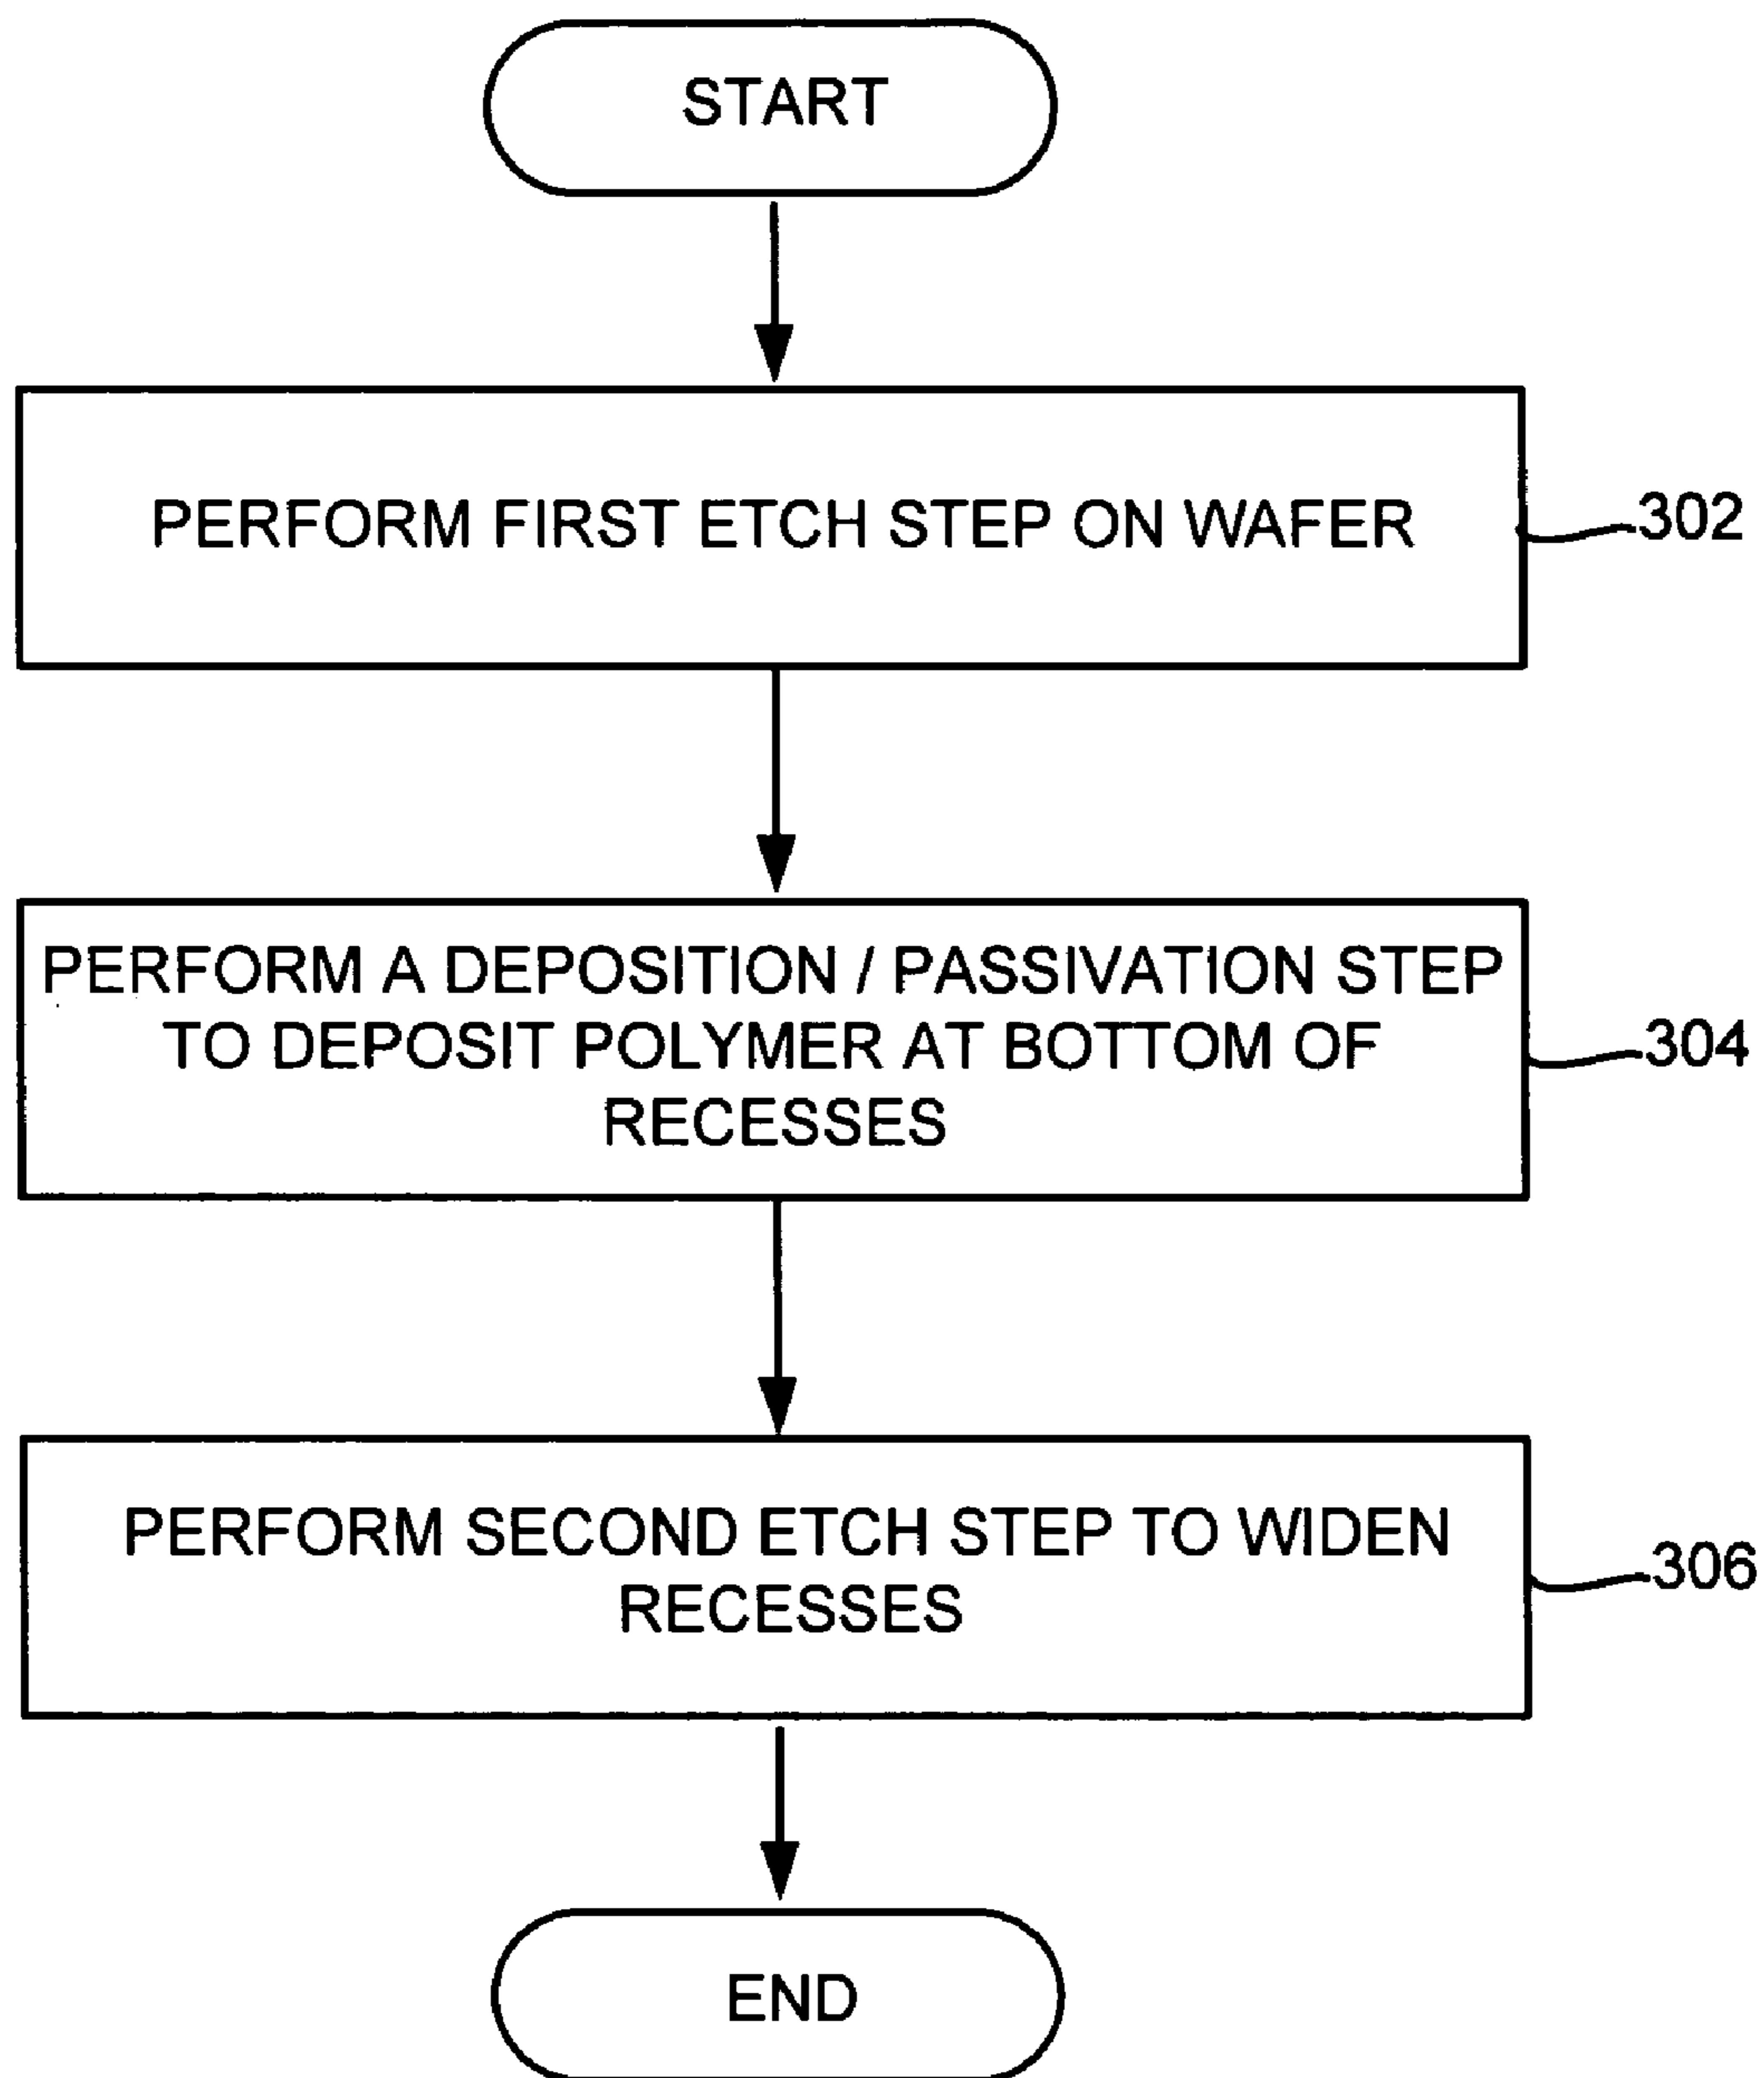 START
PERFORM FIRST ETCH STEP ON WAFER
302
PERFORM A DEPOSITION / PASSIVATION STEP
TO DEPOSIT POLYMER AT BOTTOM OF
RECESSES
304
PERFORM SECOND ETCH STEP TO WIDEN
RECESSES
306
END